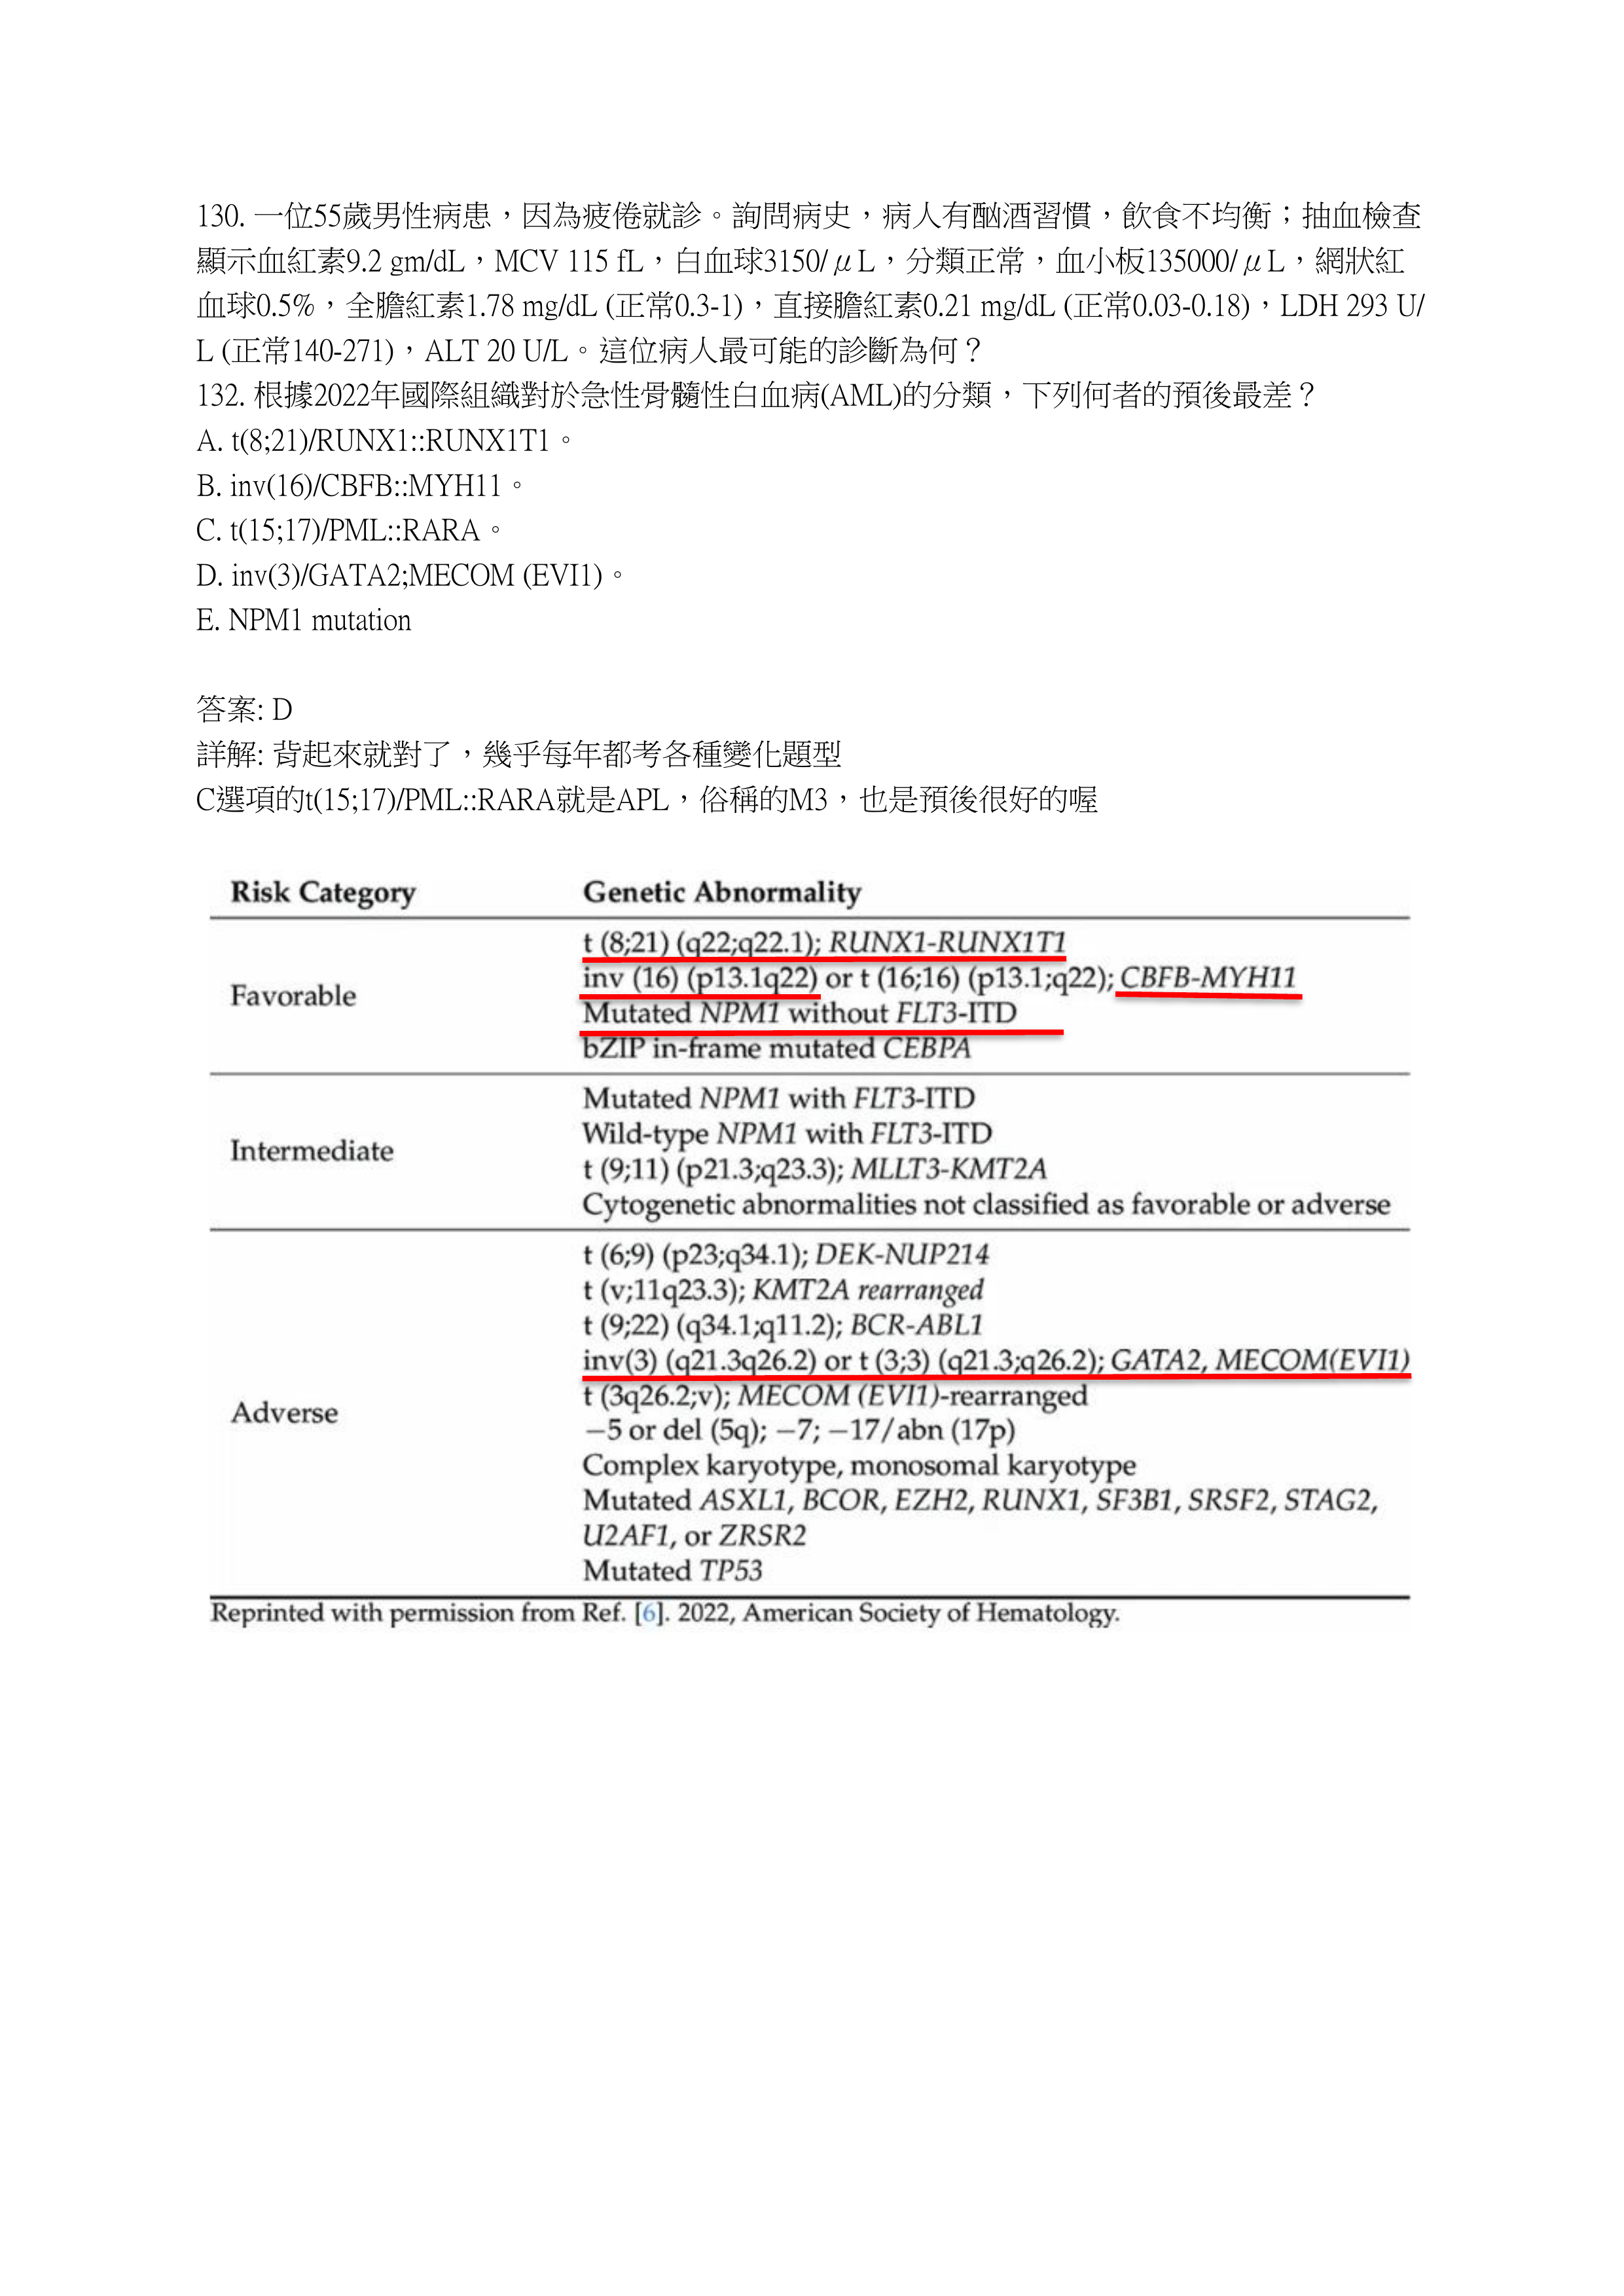 130. 一位55歲男性病患，因為疲倦就診。詢問病史，病人有酗酒習慣，飲食不均衡；抽血檢查
顯示血紅素9.2 gm/dL，MCV 115 fL，白血球3150/μL，分類正常，血小板135000/μL，網狀紅
血球0.5%，全膽紅素1.78 mg/dL (正常0.3-1)，直接膽紅素0.21 mg/dL (正常0.03-0.18)，LDH 293 U/
L (正常140-271)，ALT 20 U/L。這位病人最可能的診斷為何？
132. 根據2022年國際組織對於急性骨髓性白血病(AML)的分類，下列何者的預後最差？
A. t(8;21)/RUNX1::RUNX1T1。
B. inv(16)/CBFB::MYH11。
C. t(15;17)/PML::RARA。
D. inv(3)/GATA2;MECOM (EVI1)。
E. NPM1 mutation
答案: D
詳解: 背起來就對了，幾乎每年都考各種變化題型
C選項的t(15;17)/PML::RARA就是APL，俗稱的M3，也是預後很好的喔
Risk Category Genetic Abnormality
Favorable
t (8;21) (q22;q22.1); RUNX1-RUNX1T1
inv (16) (p13.1q22) or t (16;16) (p13.1;q22); CBFB-MYH11
Mutated NPM1 without FLT3-ITD
bZIP in-frame mutated CEBPA
Intermediate
Mutated NPM1 with FLT3-ITD
Wild-type NPM1 with FLT3-ITD
t (9;11) (p21.3;q23.3); MLLT3-KMT2A
Cytogenetic abnormalities not classified as favorable or adverse
Adverse
t (6;9) (p23;q34.1); DEK-NUP214
t (v;11q23.3); KMT2A rearranged
t (9;22) (q34.1;q11.2); BCR-ABL1
inv(3) (q21.3q26.2) or t (3;3) (q21.3;q26.2); GATA2, MECOM(EVI1)
t (3q26.2;v); MECOM (EVI1)-rearranged
−5 or del (5q); −7; −17/abn (17p)
Complex karyotype, monosomal karyotype
Mutated ASXL1, BCOR, EZH2, RUNX1, SF3B1, SRSF2, STAG2,
U2AF1, or ZRSR2
Mutated TP53
Reprinted with permission from Ref. [6]. 2022, American Society of Hematology.